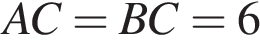 AC = BC = 6